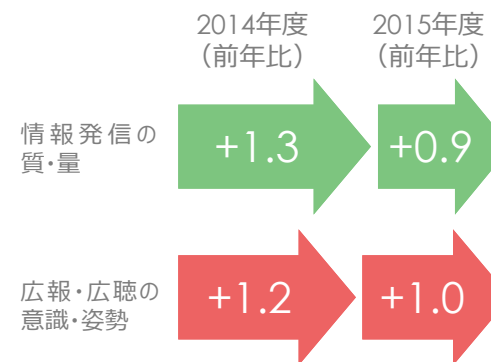 2014年度
（前年比）
2015年度
（前年比）
情報発信の
質・量
+1.3
+0.9
広報・広聴の
意識・姿勢
+1.2
+1.0